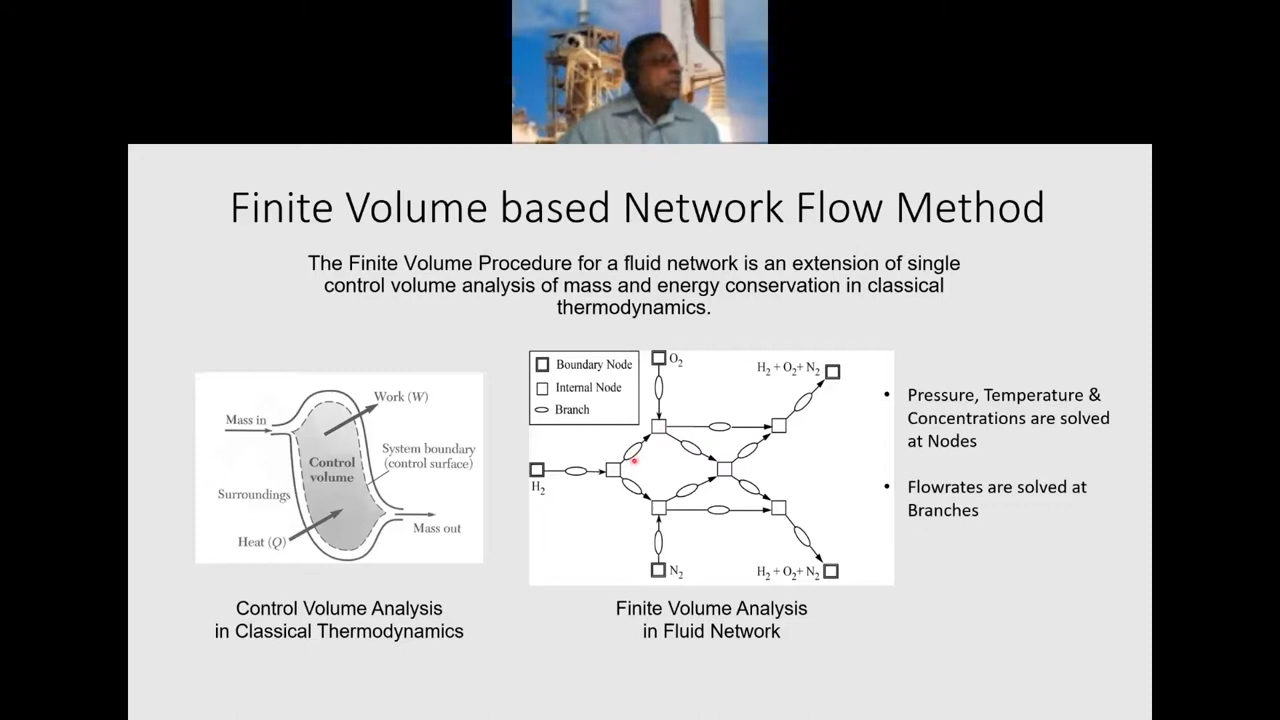 Finite Volume based Network Flow Method
The Finite Volume Procedure for a fluid network is an extension of single
control volume analysis of mass and energy conservation in classical
thermodynamics.
Mass in
Work (W)
System boundary
(control surface)
Control
volume
Surroundings
Heat (Q)
Mass out
Control Volume Analysis
in Classical Thermodynamics
Boundary Node
Internal Node
Branch
O₂
H₂ + O₂+ N₂
H₂
N₂
H₂ + O₂+ N₂
Finite Volume Analysis
in Fluid Network
• Pressure, Temperature &
Concentrations are solved
at Nodes
• Flowrates are solved at
Branches